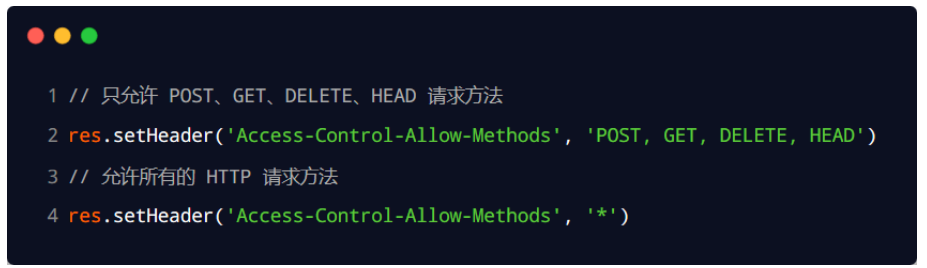 1 // 只允许 POST、GET、DELETE、HEAD 请求方法
2 res.setHeader('Access-Control-Allow-Methods', 'POST, GET, DELETE, HEAD')
3 // 允许所有的 HTTP 请求方法
4 res.setHeader('Access-Control-Allow-Methods', '*')